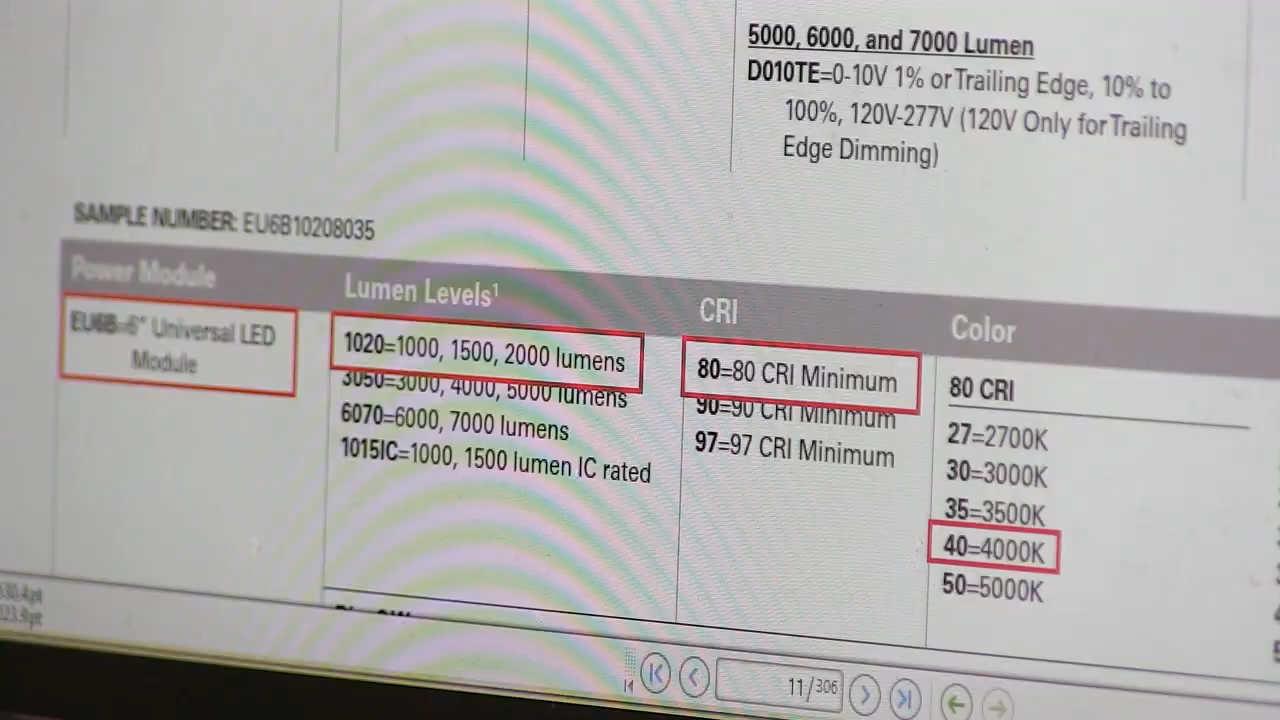 5000, 6000, and 7000 Lumen
D010TE=0-10V 1% or Trailing Edge, 10% to
100%, 120V-277V (120V Only for Trailing
Edge Dimming)
SAMPLE NUMBER: EU6B10208035
Power Module
Lumen Levels¹
CRI
Color
EU6B=6" Universal LED
Module
1020=1000, 1500, 2000 lumens
3050=3000, 4000, 5000 lumens
6070=6000, 7000 lumens
1015IC=1000, 1500 lumen IC rated
80=80 CRI Minimum
90=90 CRI Minimum
97=97 CRI Minimum
80 CRI
27=2700K
30=3000K
35=3500K
40=4000K
50=5000K
11/306